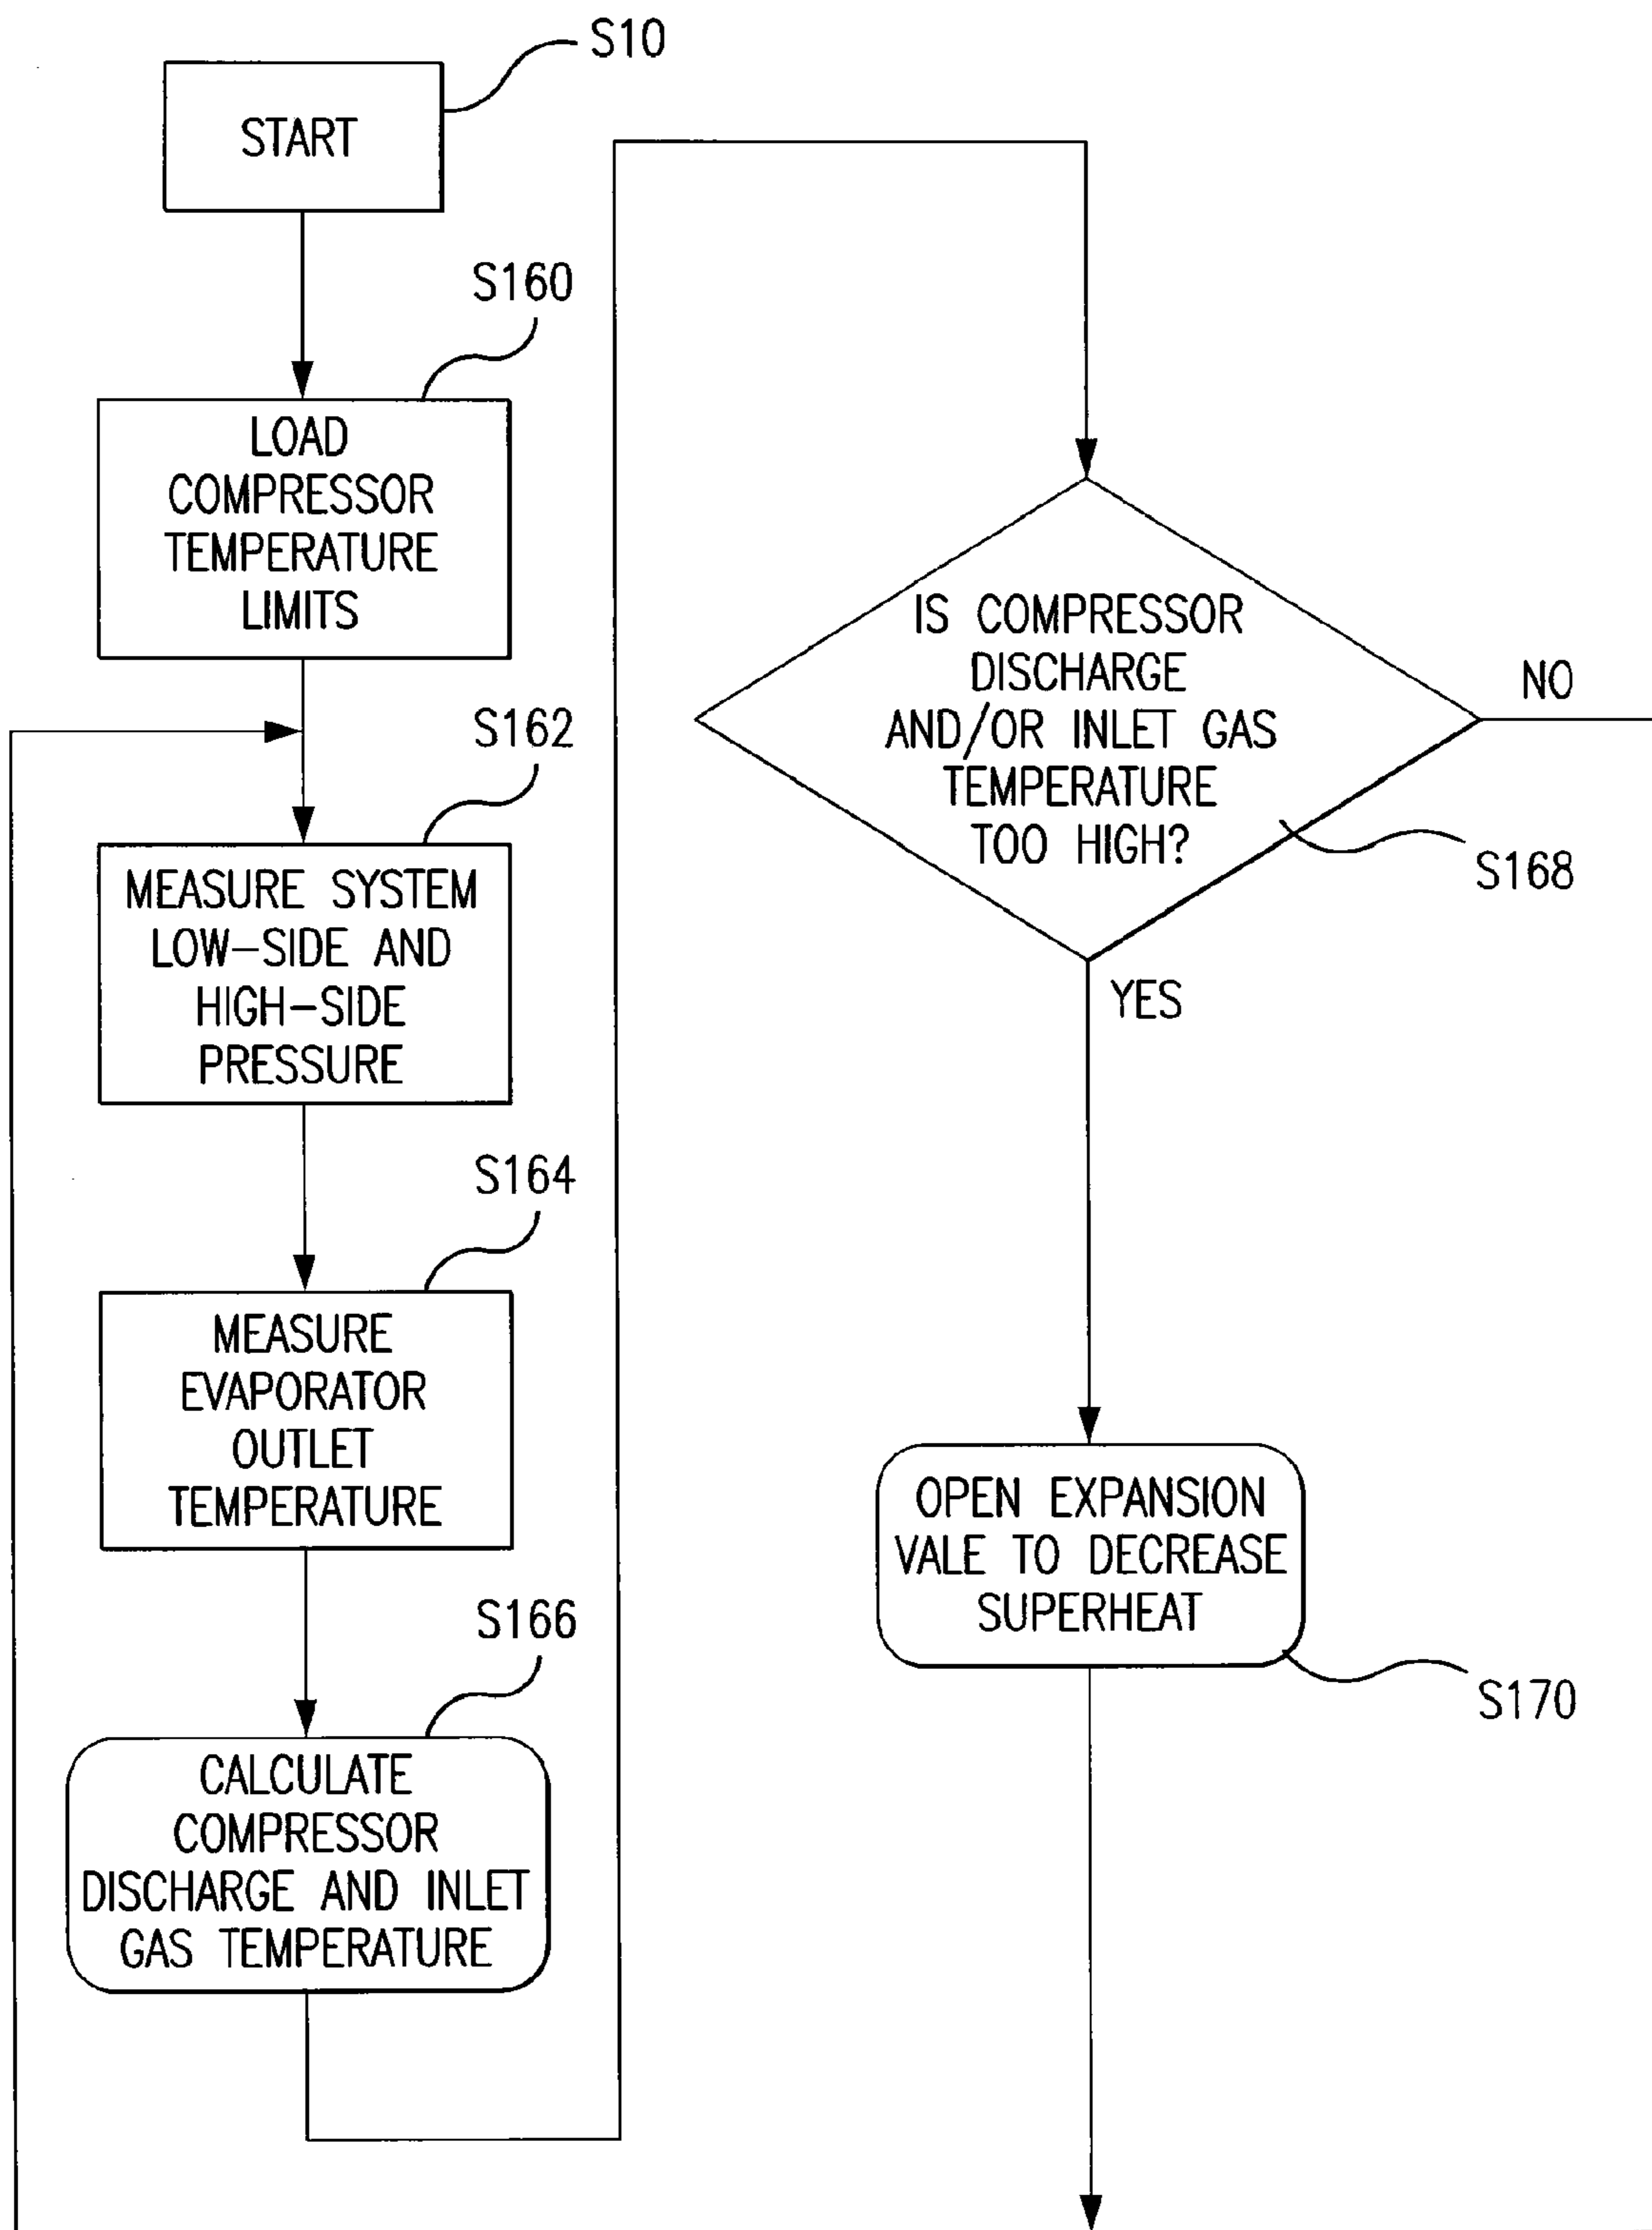 S10
START
S160
LOAD
COMPRESSOR
TEMPERATURE
LIMITS
S162
MEASURE SYSTEM
LOW-SIDE AND
HIGH-SIDE
PRESSURE
S164
MEASURE
EVAPORATOR
OUTLET
TEMPERATURE
S166
CALCULATE
COMPRESSOR
DISCHARGE AND INLET
GAS TEMPERATURE
IS COMPRESSOR
DISCHARGE
AND/OR INLET GAS
TEMPERATURE
TOO HIGH?
NO
S168
YES
OPEN EXPANSION
VALE TO DECREASE
SUPERHEAT
S170